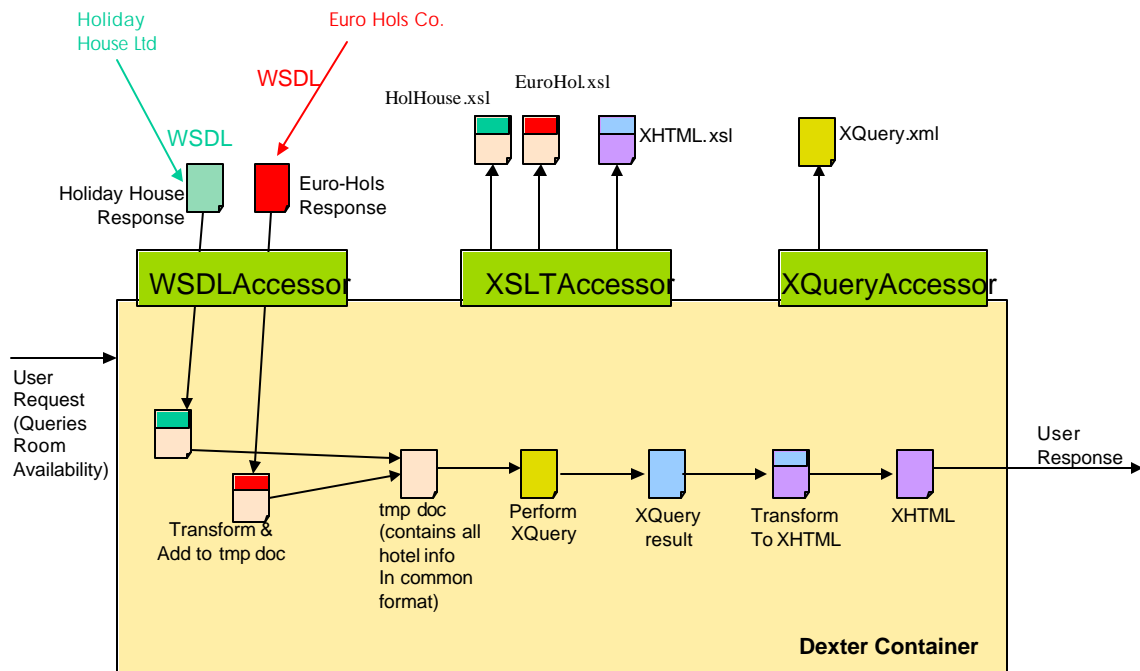 Holiday
House Ltd
Euro Hols Co.
WSDL
WSDL
HolHouse.xsl
EuroHol.xsl
XHTML.xsl
XQuery.xml
Holiday House
Response
Euro-Hols
Response
WSDLAccessor
XSLTAccessor
XQueryAccessor
User
Request
(Queries
Room
Availability)
Transform &
Add to tmp doc
tmp doc
(contains all
hotel info
In common
format)
Perform
XQuery
XQuery
result
Transform
To XHTML
XHTML
User
Response
Dexter Container